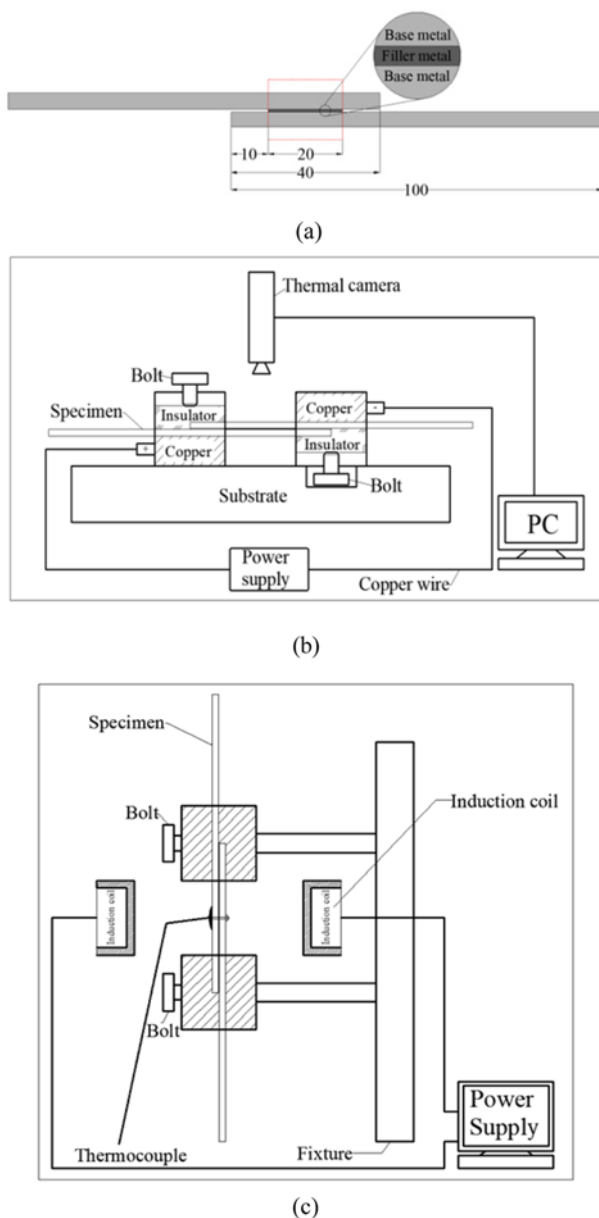 Base metal
Filler metal
Base metal
10
20
40
100
(a)
Thermal camera
Bolt
Specimen
Insulator
Copper
Copper
Insulator
Bolt
Substrate
PC
Power
supply
Copper wire
(b)
Specimen
Induction coil
Bolt
Induction coil
Induction coil
Bolt
Thermocouple
Fixture
Power
Supply
(c)